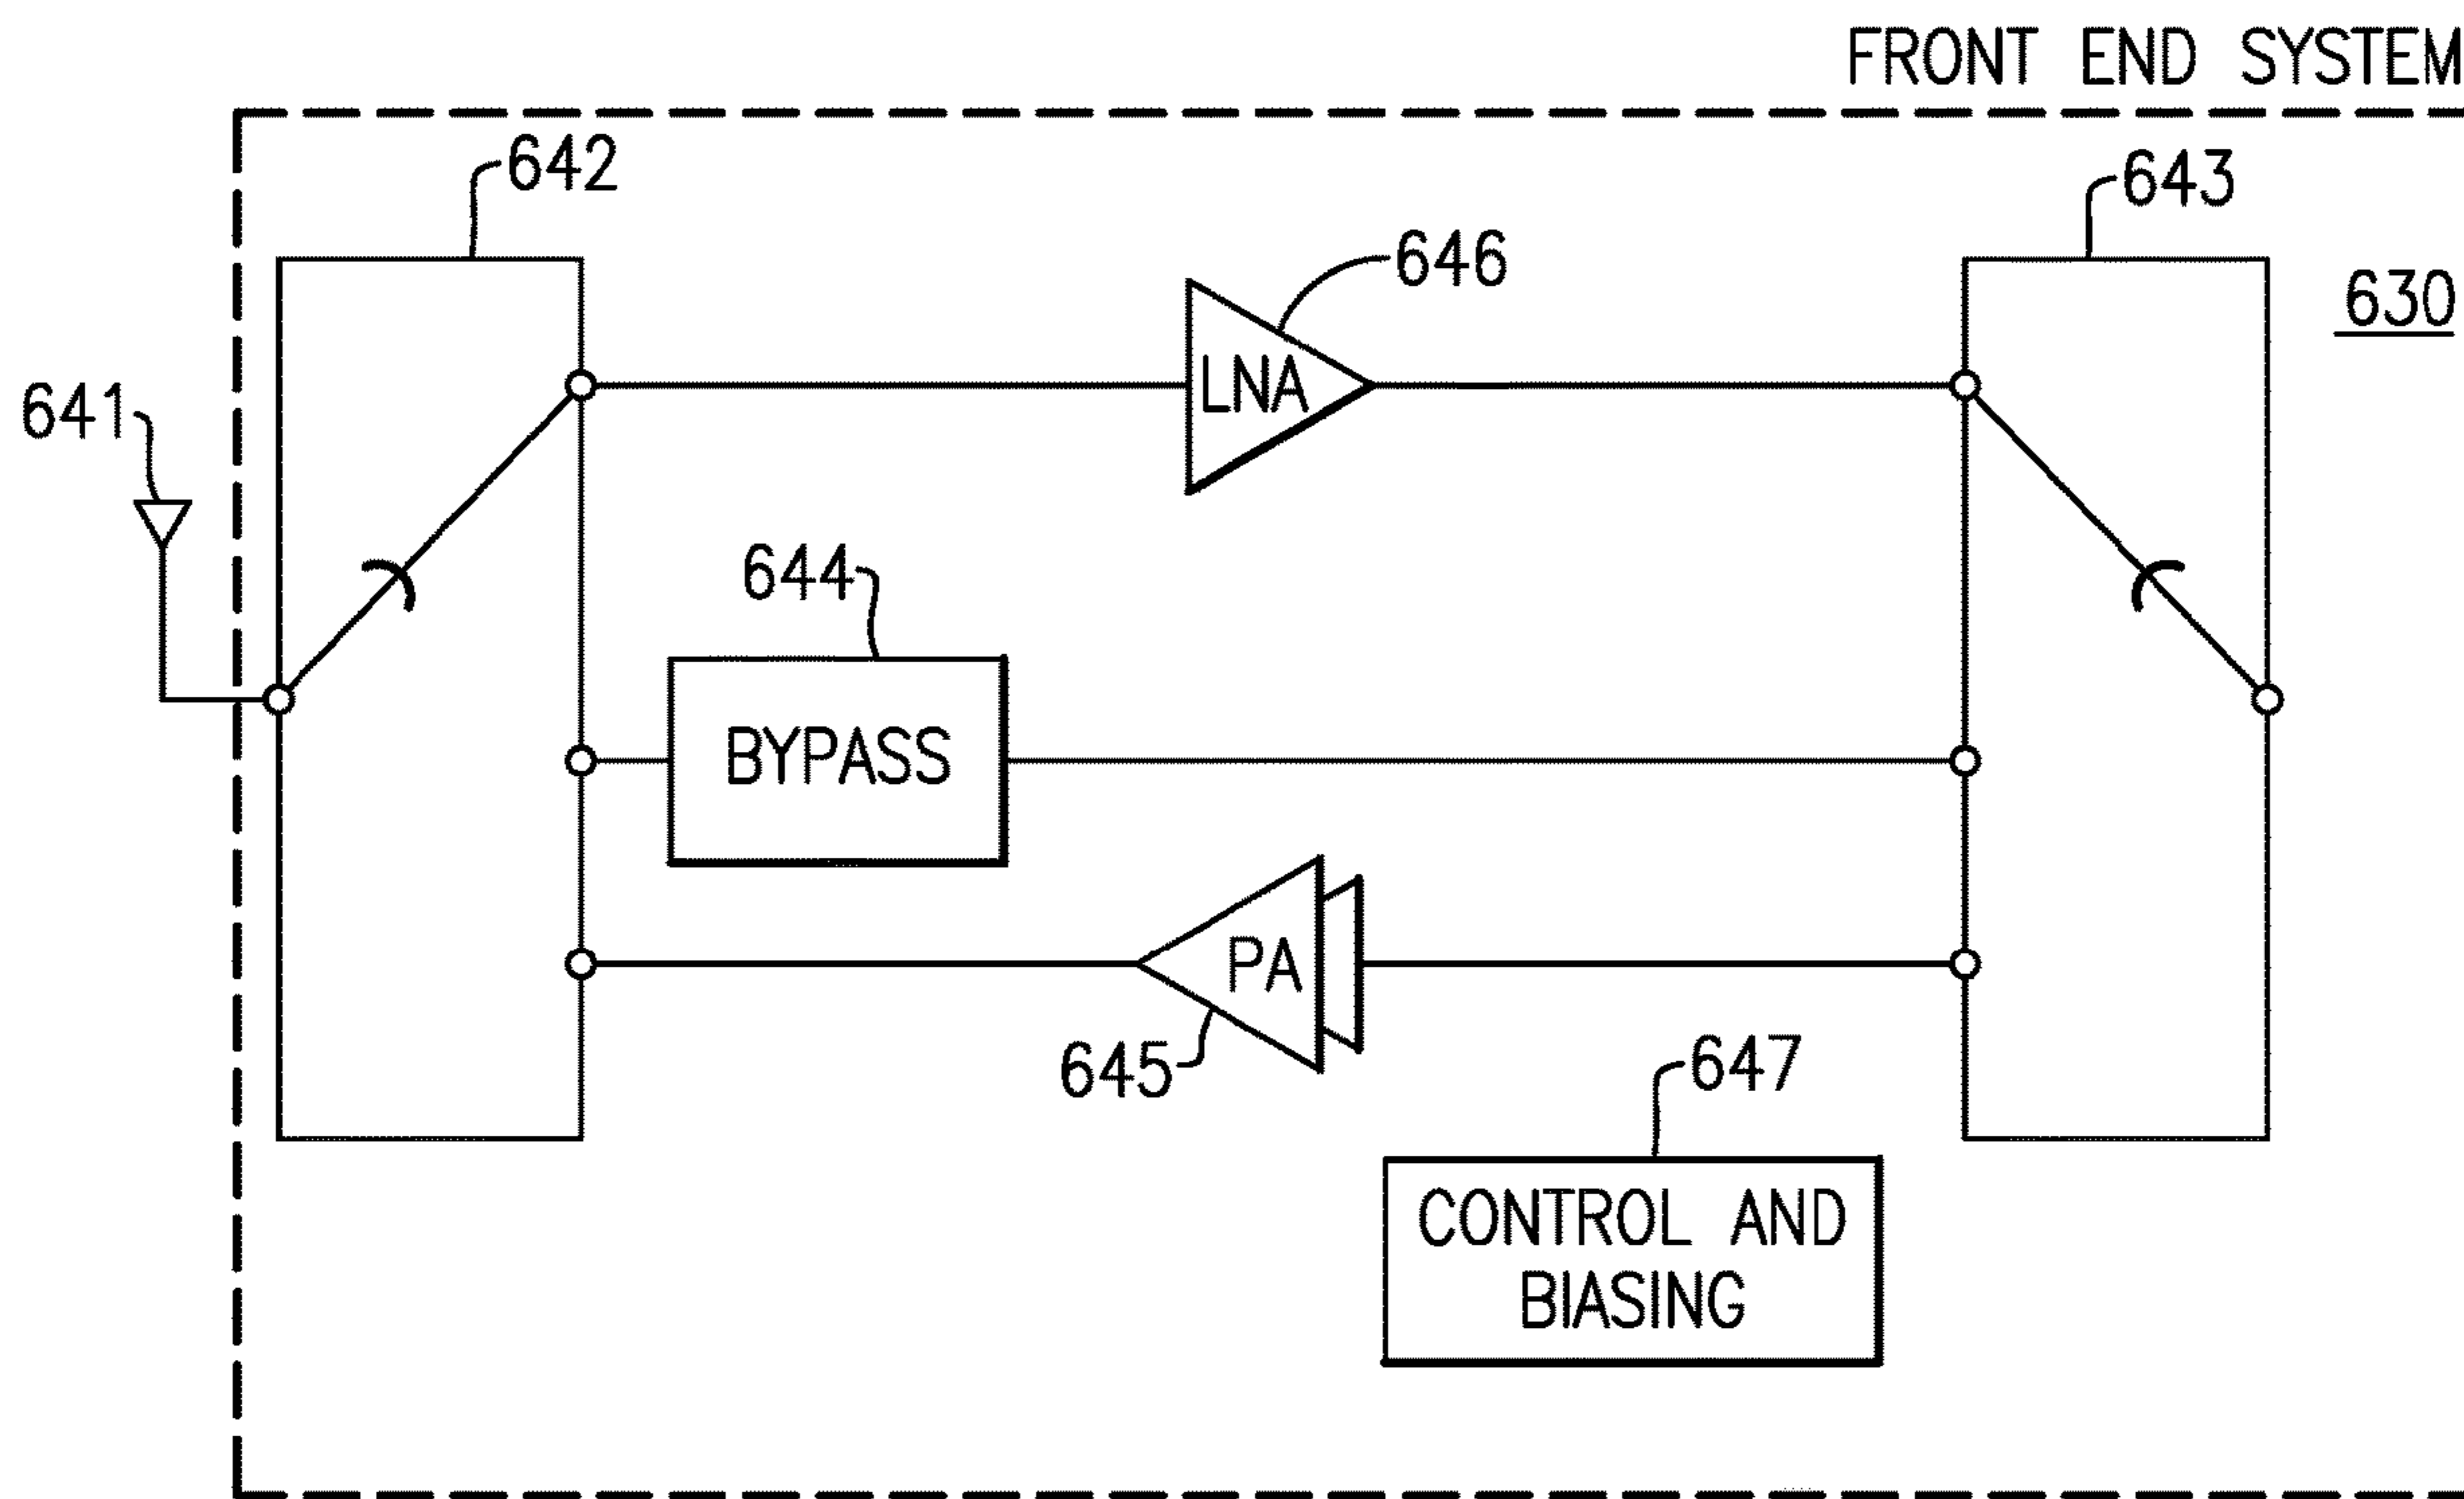 FRONT END SYSTEM
642
643
646
630
LNA
641
644
BYPASS
PA
645
647
CONTROL AND
BIASING